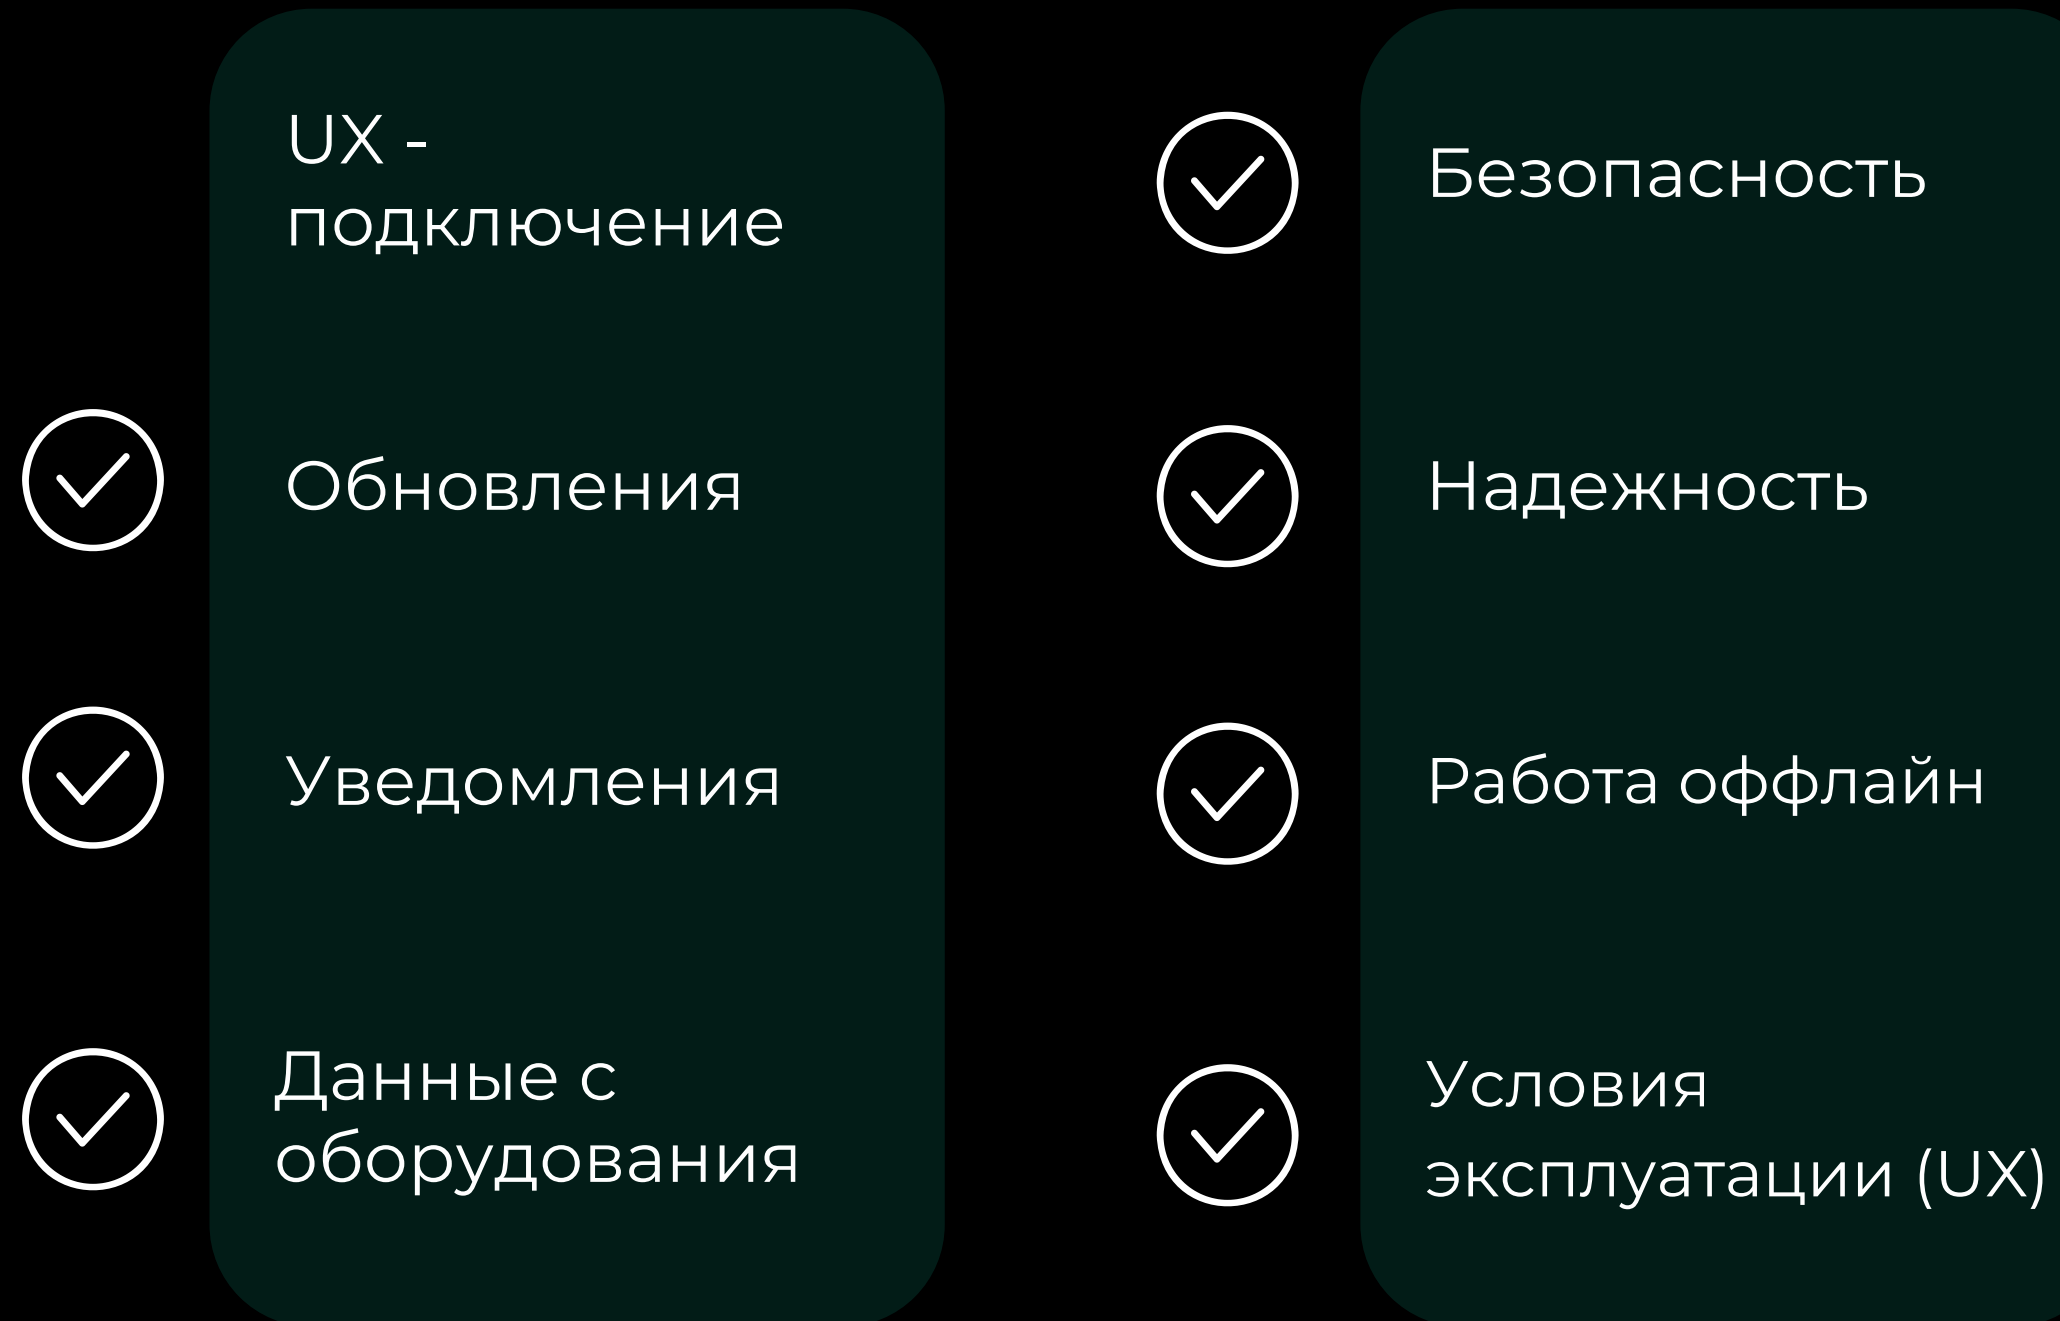 UX -
подключение
Обновления
Уведомления
Данные с
оборудования
Безопасность
Надежность
Работа оффлайн
Условия
эксплуатации (UX)